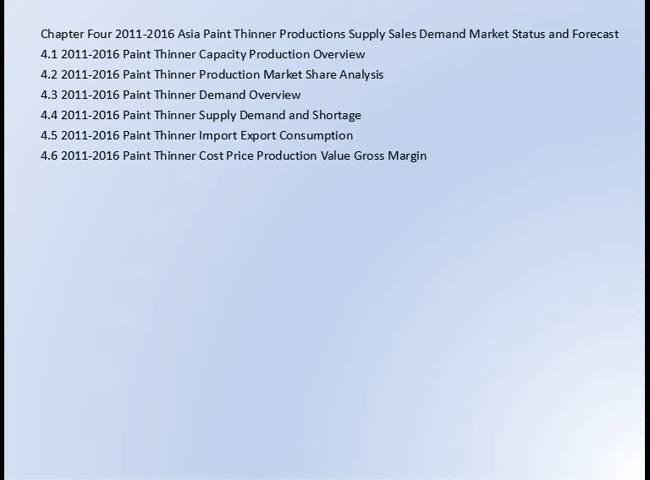 Chapter Four 2011-2016 Asia Paint Thinner Productions Supply Sales Demand Market Status and Forecast
4.1 2011-2016 Paint Thinner Capacity Production Overview
4.2 2011-2016 Paint Thinner Production Market Share Analysis
4.3 2011-2016 Paint Thinner Demand Overview
4.4 2011-2016 Paint Thinner Supply Demand and Shortage
4.5 2011-2016 Paint Thinner Import Export Consumption
4.6 2011-2016 Paint Thinner Cost Price Production Value Gross Margin